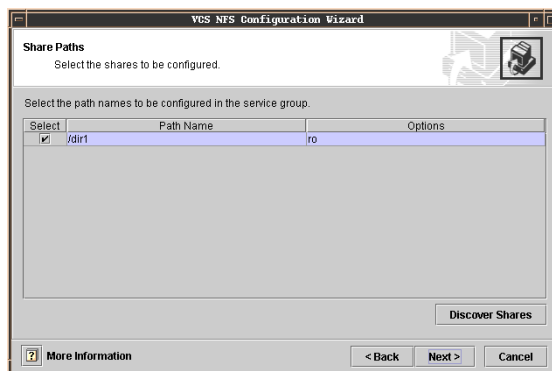 VCS NFS Configuration Wizard
Share Paths
Select the shares to be configured.
Select the path names to be configured in the service group.
Select Path Name Options
/dir1 ro
Discover Shares
? More Information < Back Next > Cancel